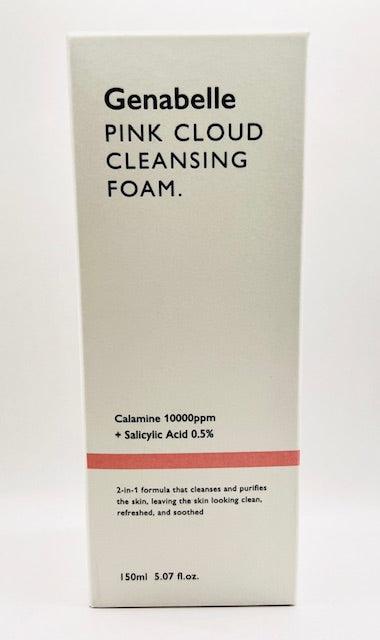 Genabelle
PINK CLOUD
CLEANSING
FOAM.
Calamine 10000ppm
+ Salicylic Acid 0.5%
2-in-1 formula that cleanses and purifies
the skin, leaving the skin looking clean,
refreshed, and soothed
150ml 5.07 fl.oz.